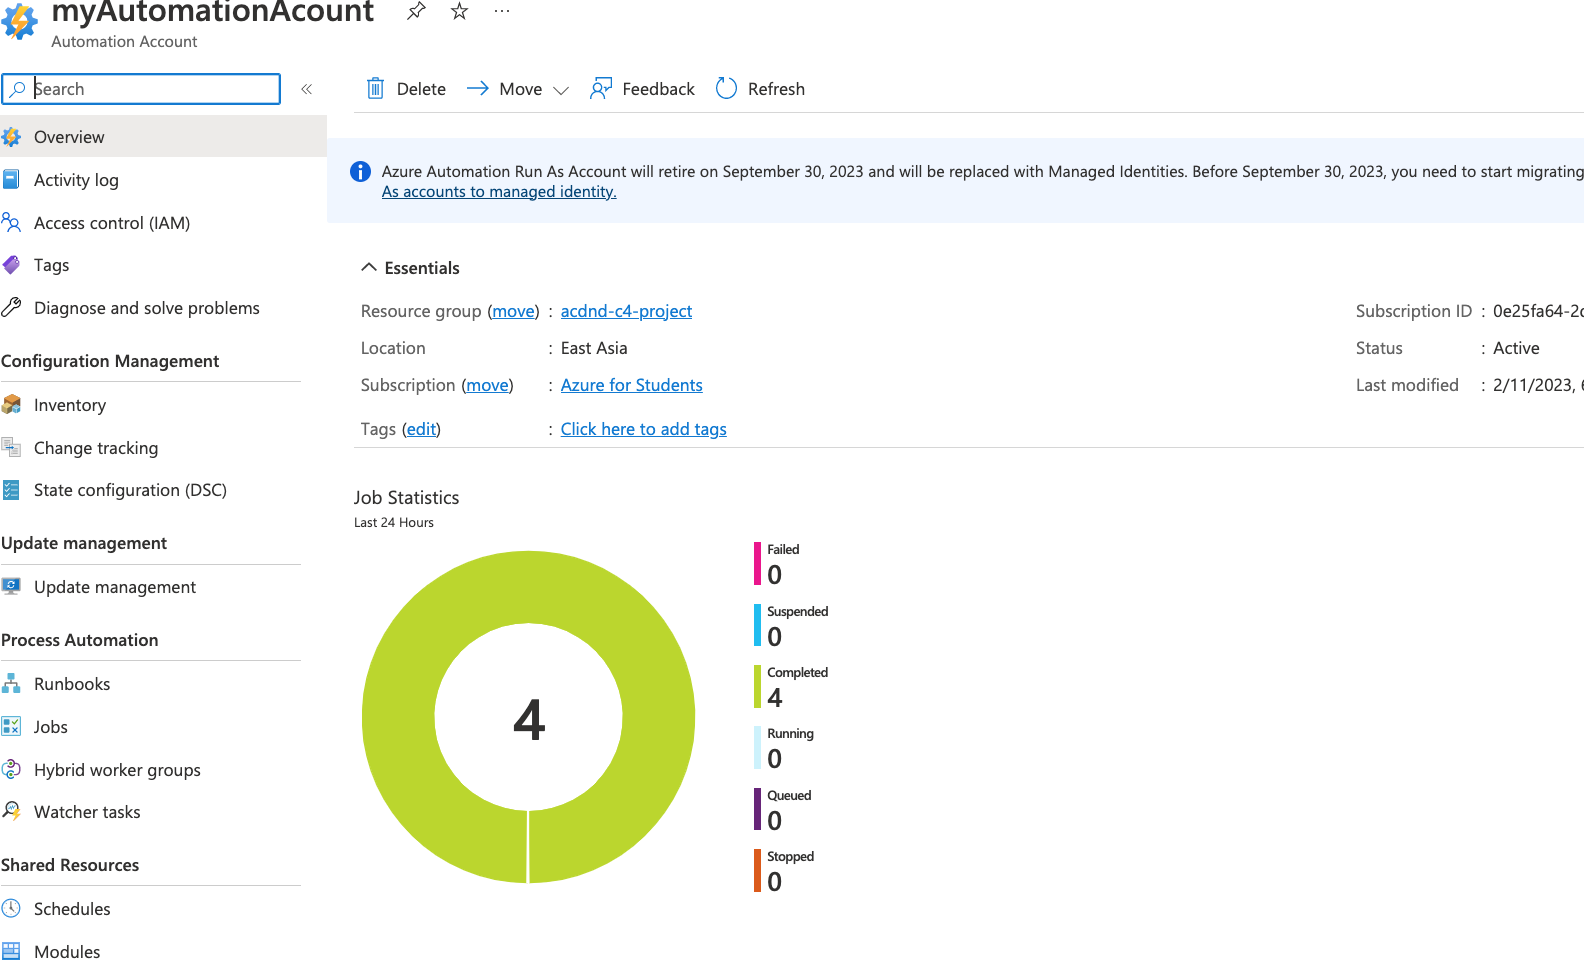 myAutomationAcount
Automation Account
Search
«
Delete
Move
Feedback
Refresh
Overview
Activity log
Access control (IAM)
Tags
Diagnose and solve problems
Configuration Management
Inventory
Change tracking
State configuration (DSC)
Update management
Update management
Process Automation
Runbooks
Jobs
Hybrid worker groups
Watcher tasks
Shared Resources
Schedules
Modules
Azure Automation Run As Account will retire on September 30, 2023 and will be replaced with Managed Identities. Before September 30, 2023, you need to start migrating
As accounts to managed identity.
Essentials
Resource group (move) : acdnd-c4-project
Location : East Asia
Subscription (move) : Azure for Students
Tags (edit) : Click here to add tags
Subscription ID : 0e25fa64-2
Status : Active
Last modified : 2/11/2023,
Job Statistics
Last 24 Hours
4
Failed
0
Suspended
0
Completed
4
Running
0
Queued
0
Stopped
0